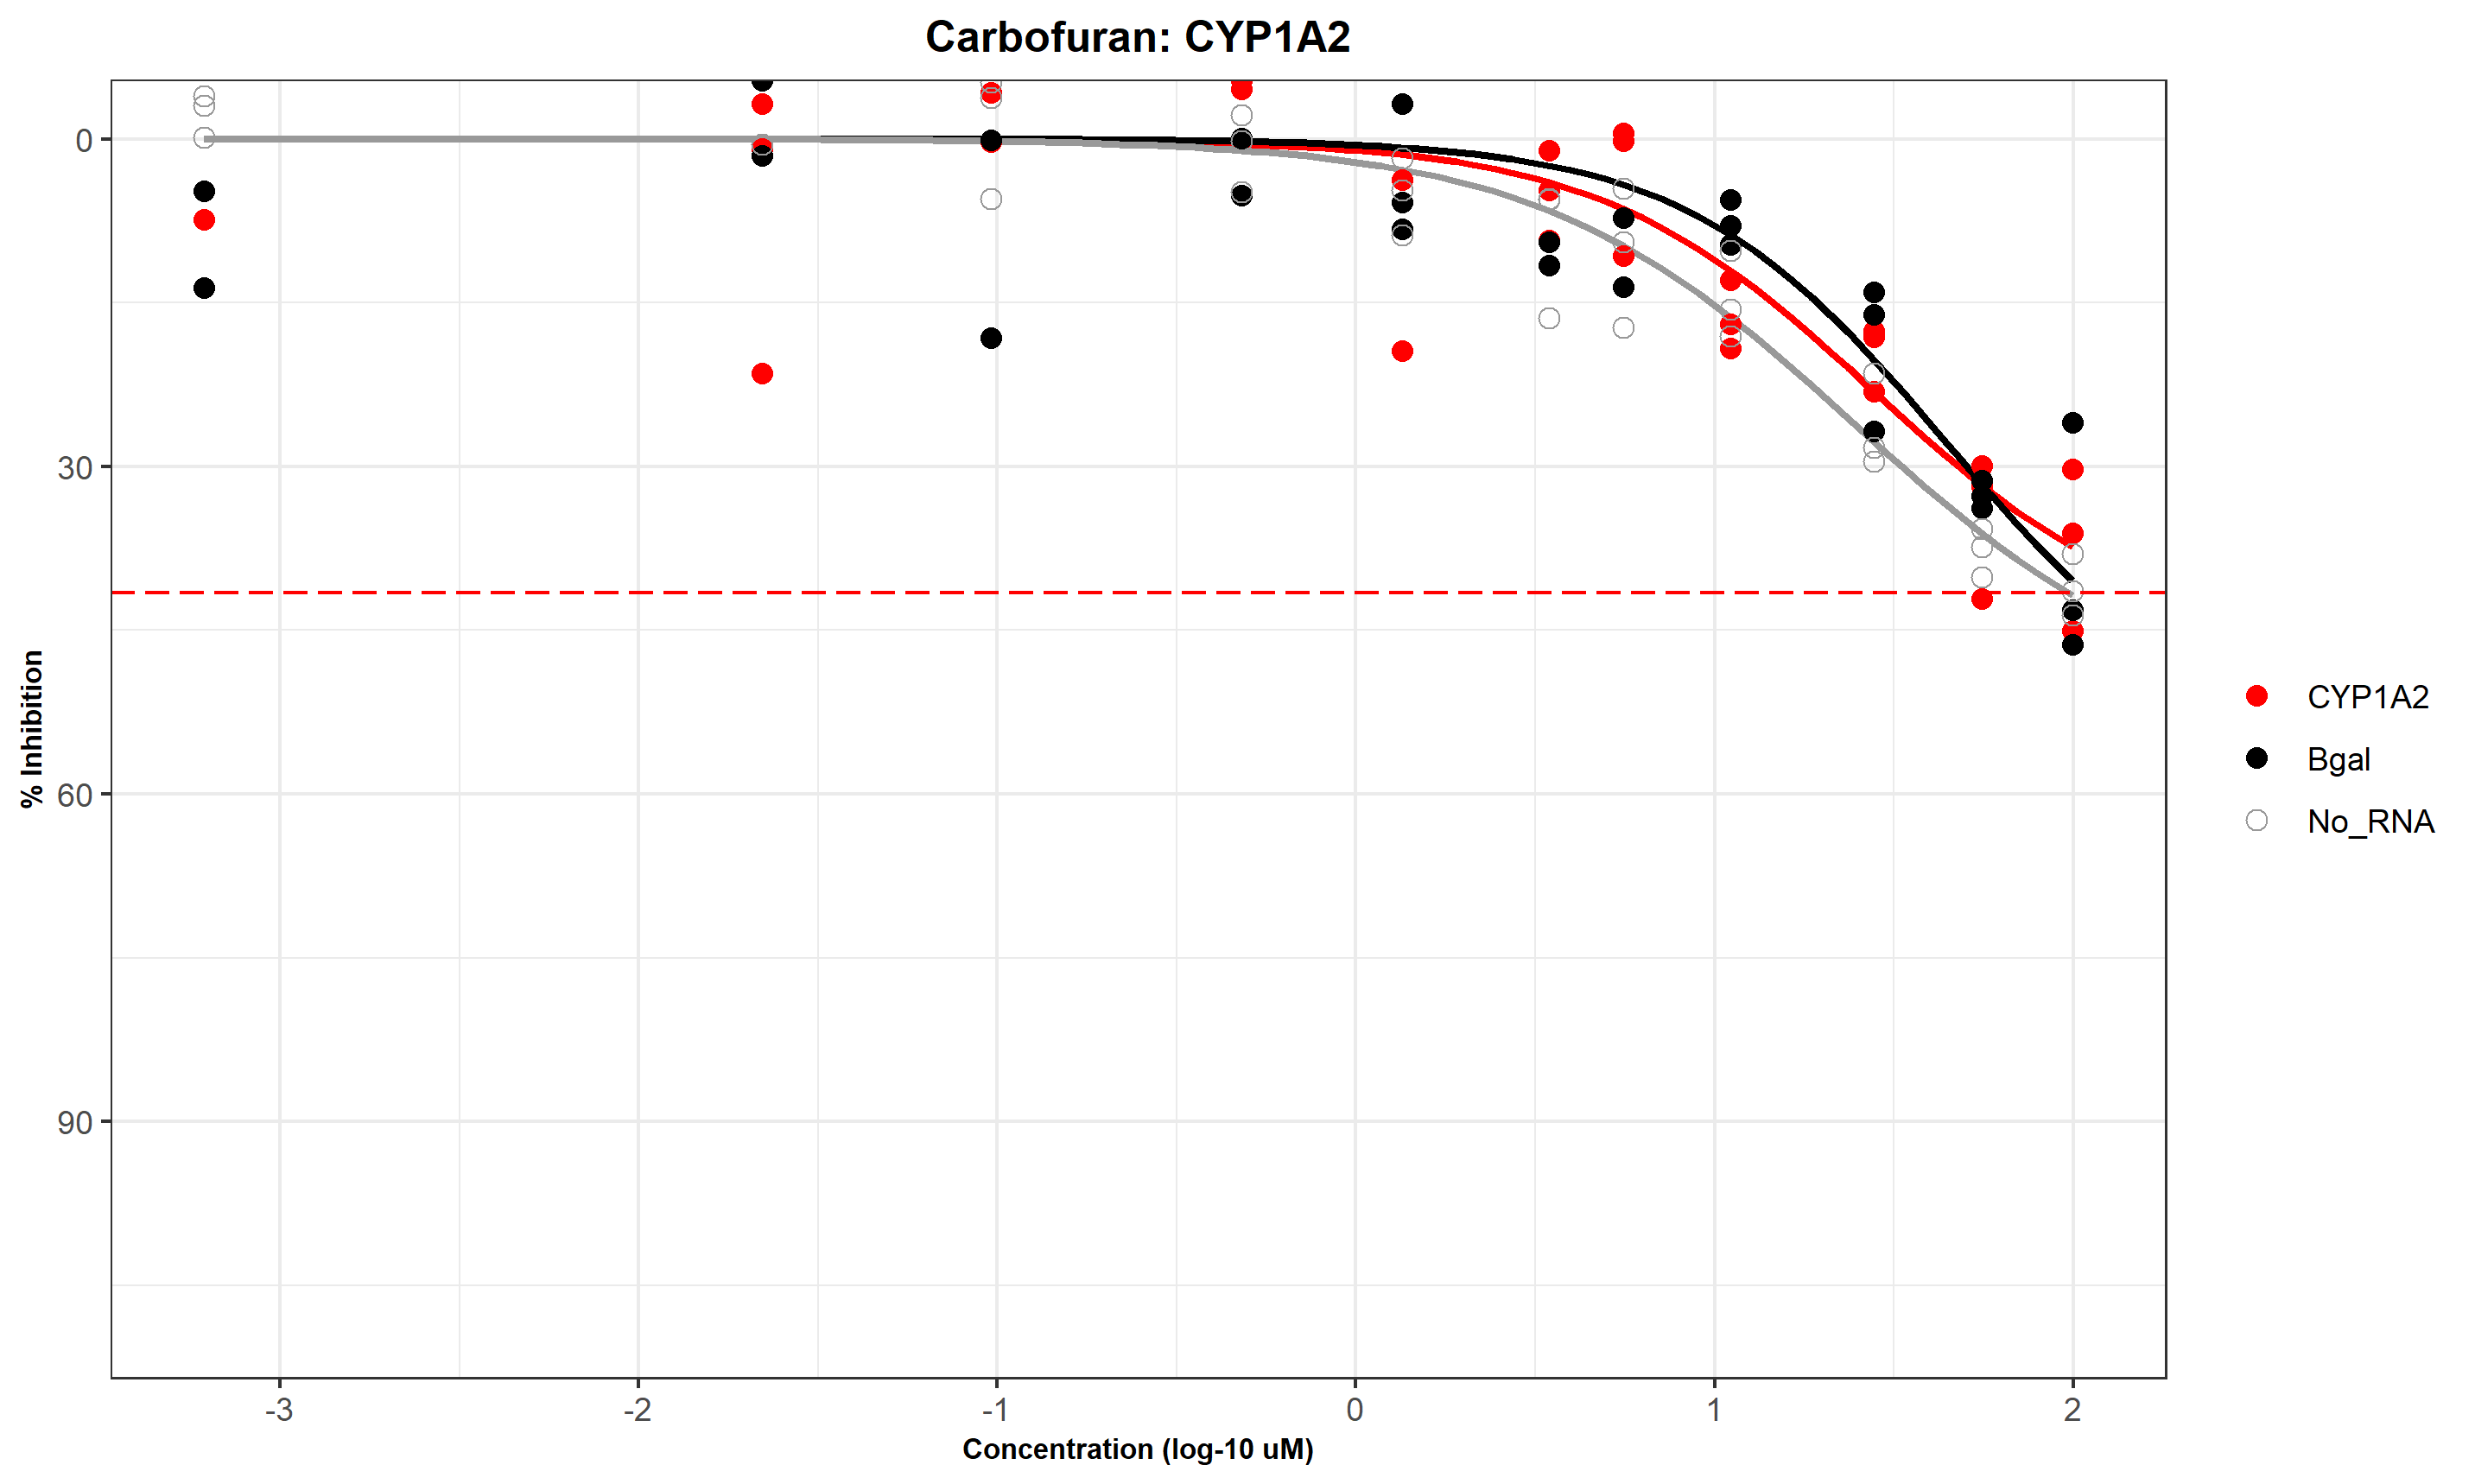 Carbofuran: CYP1A2
0
30
60
90
% Inhibition
-3
-2
-1
0
1
2
Concentration (log-10 uM)
CYP1A2
Bgal
No_RNA